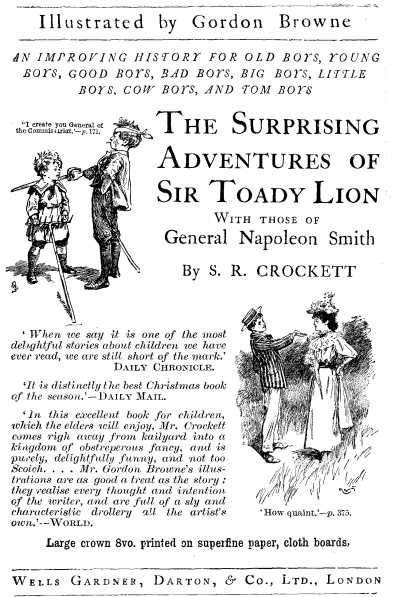 Illustrated by Gordon Browne
AN IMPROVING HISTORY FOR OLD BOYS, YOUNG
BOYS, GOOD BOYS, BAD BOYS, BIG BOYS, LITTLE
BOYS, COW BOYS, AND TOM BOYS
"I create you General of
the Commissariat.'—p. 171.
THE SURPRISING
ADVENTURES OF
SIR TOADY LION
WITH THOSE OF
General Napoleon Smith
By S. R. CROCKETT
'When we say it is one of the most
delightful stories about children we have
ever read, we are still short of the mark.'
DAILY CHRONICLE.
'It is distinctly the best Christmas book
of the season.'—DAILY MAIL.
'In this excellent book for children,
which the elders will enjoy, Mr. Crockett
comes righ away from kailyard into a
kingdom of obstreperous fancy, and is
purely, delightfully funny, and not too
Scotch. . . . Mr. Gordon Browne's illus-
trations are as good a treat as the story;
they realise every thought and intention
of the writer, and are full of a sly and
characteristic drollery all the artist's
own.'--WORLD.
'How quaint.'—p. 375.
Large crown 8vo. printed on superfine paper, cloth boards,
WELLS GARDNER, DARTON, & CO., LTD., LONDON